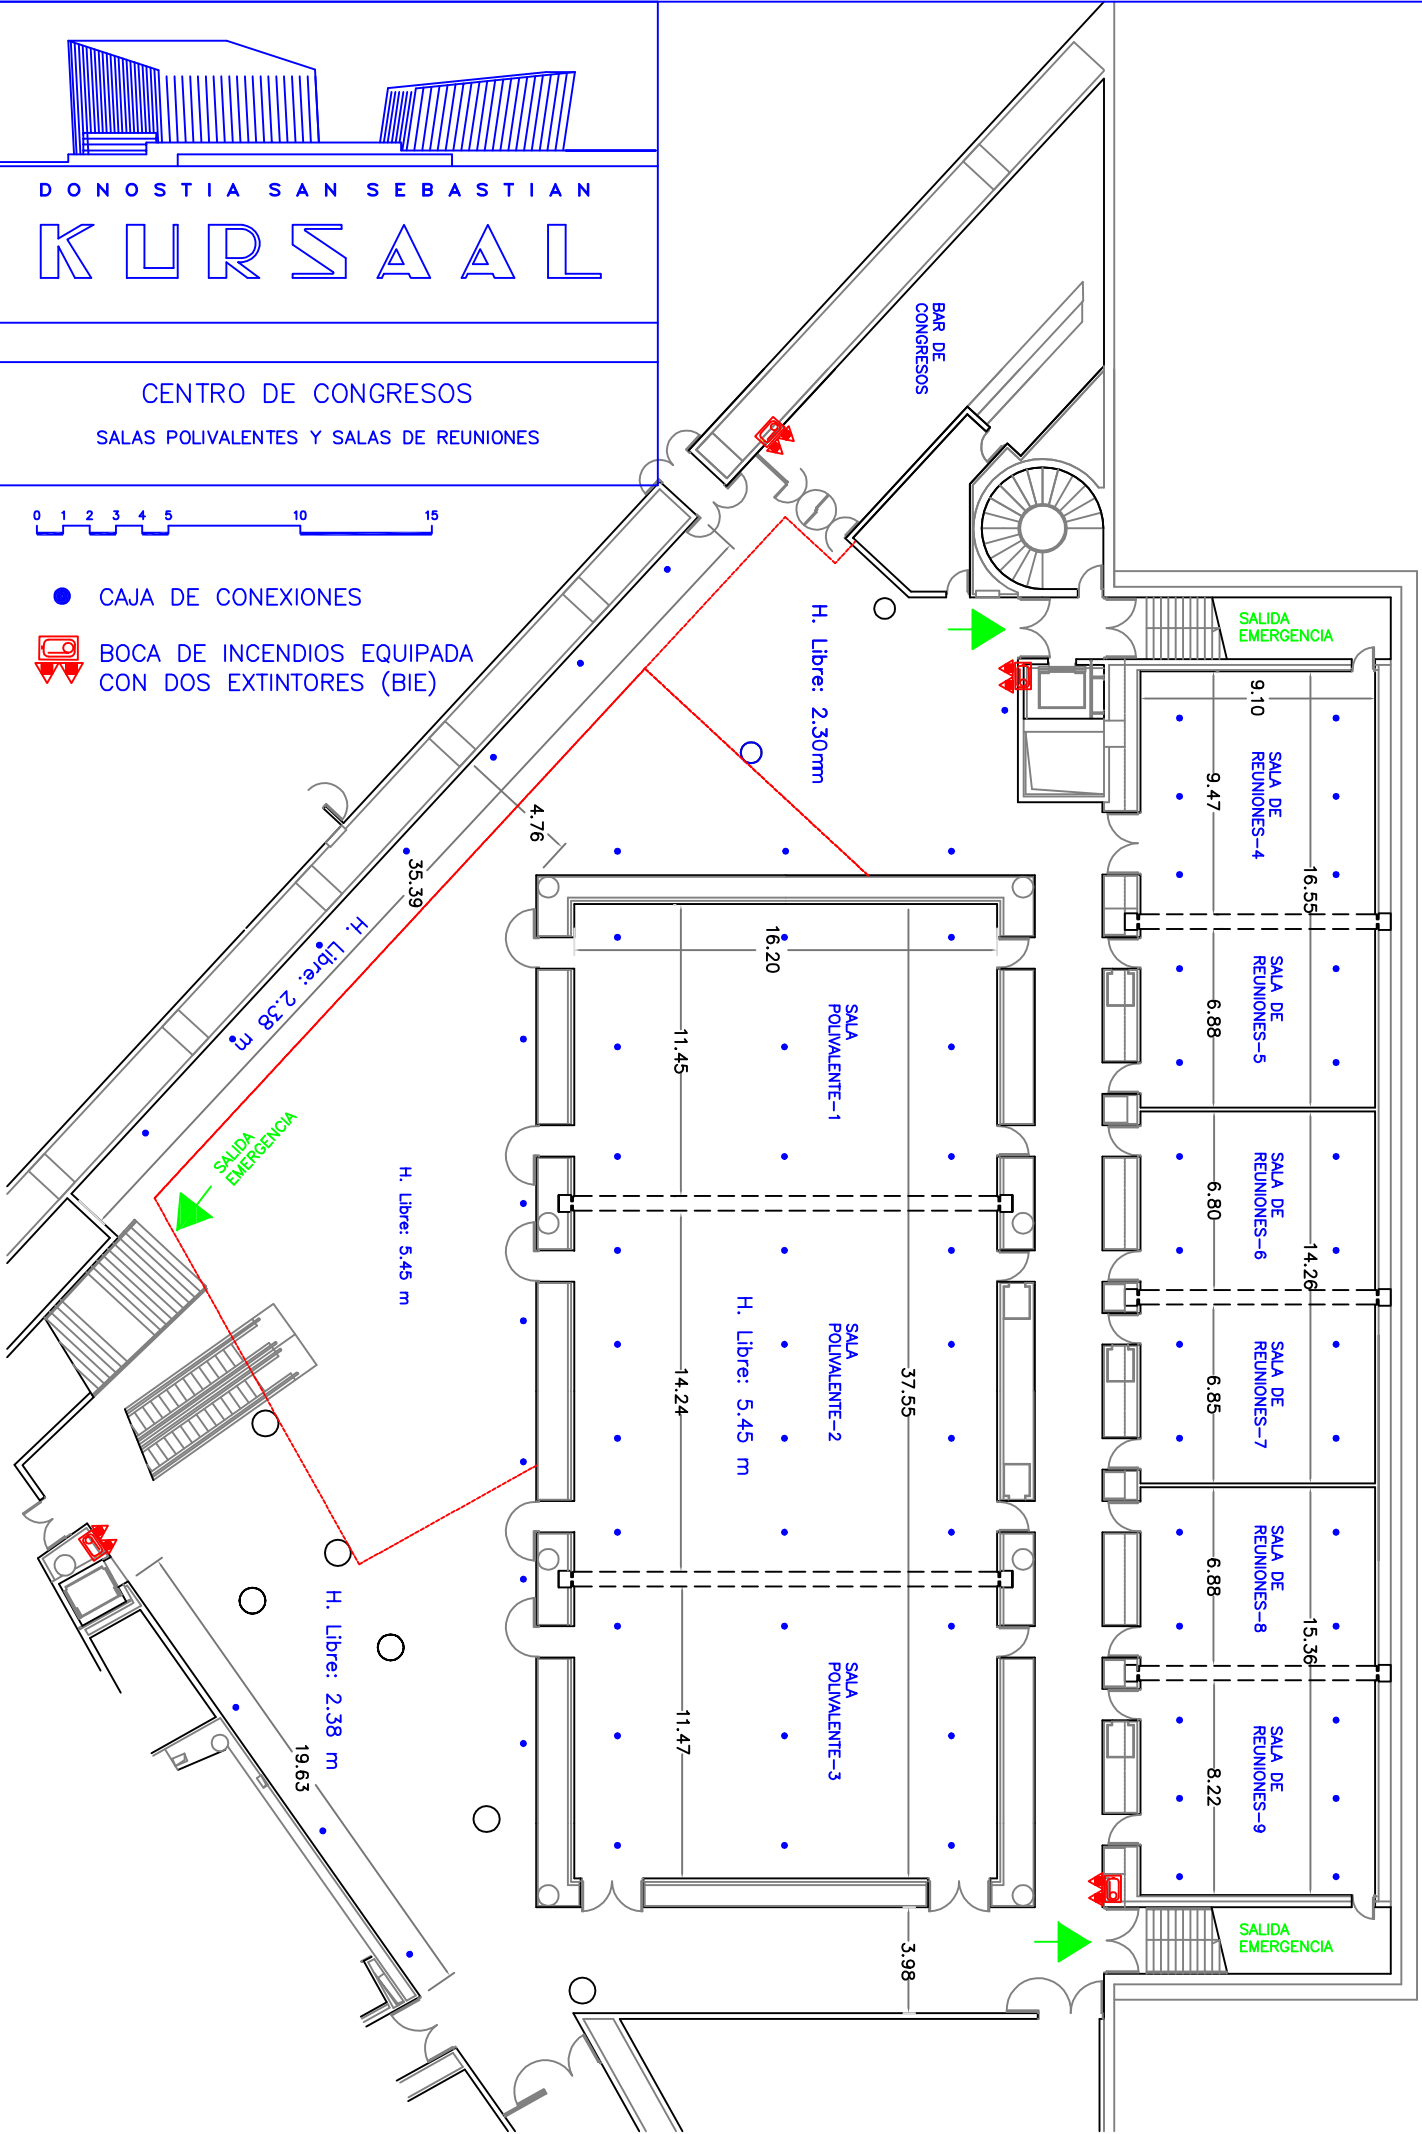 DONOSTIA SAN SEBASTIAN
KURSAAL
CENTRO DE CONGRESOS
SALAS POLIVALENTES Y SALAS DE REUNIONES
0 1 2 3 4 5 10 15
CAJA DE CONEXIONES
BOCA DE INCENDIOS EQUIPADA
CON DOS EXTINTORES (BIE)
BAR DE
CONGRESOS
H. Libre: 2.30mm
SALIDA
EMERGENCIA
9.10
9.47
SALA DE
REUNIONES-4
16.55
4.76
35.39
H. Libre: 2.38 m
16.20
11.45
SALA
POLIVALENTE-1
SALA DE
REUNIONES-5
6.88
SALIDA
EMERGENCIA
H. Libre: 5.45 m
SALA DE
REUNIONES-6
6.80
14.26
H. Libre: 5.45 m
SALA
POLIVALENTE-2
14.24
37.55
SALA DE
REUNIONES-7
6.85
SALA DE
REUNIONES-8
6.88
15.36
H. Libre: 2.38 m
19.63
11.47
SALA
POLIVALENTE-3
SALA DE
REUNIONES-9
8.22
3.98
SALIDA
EMERGENCIA